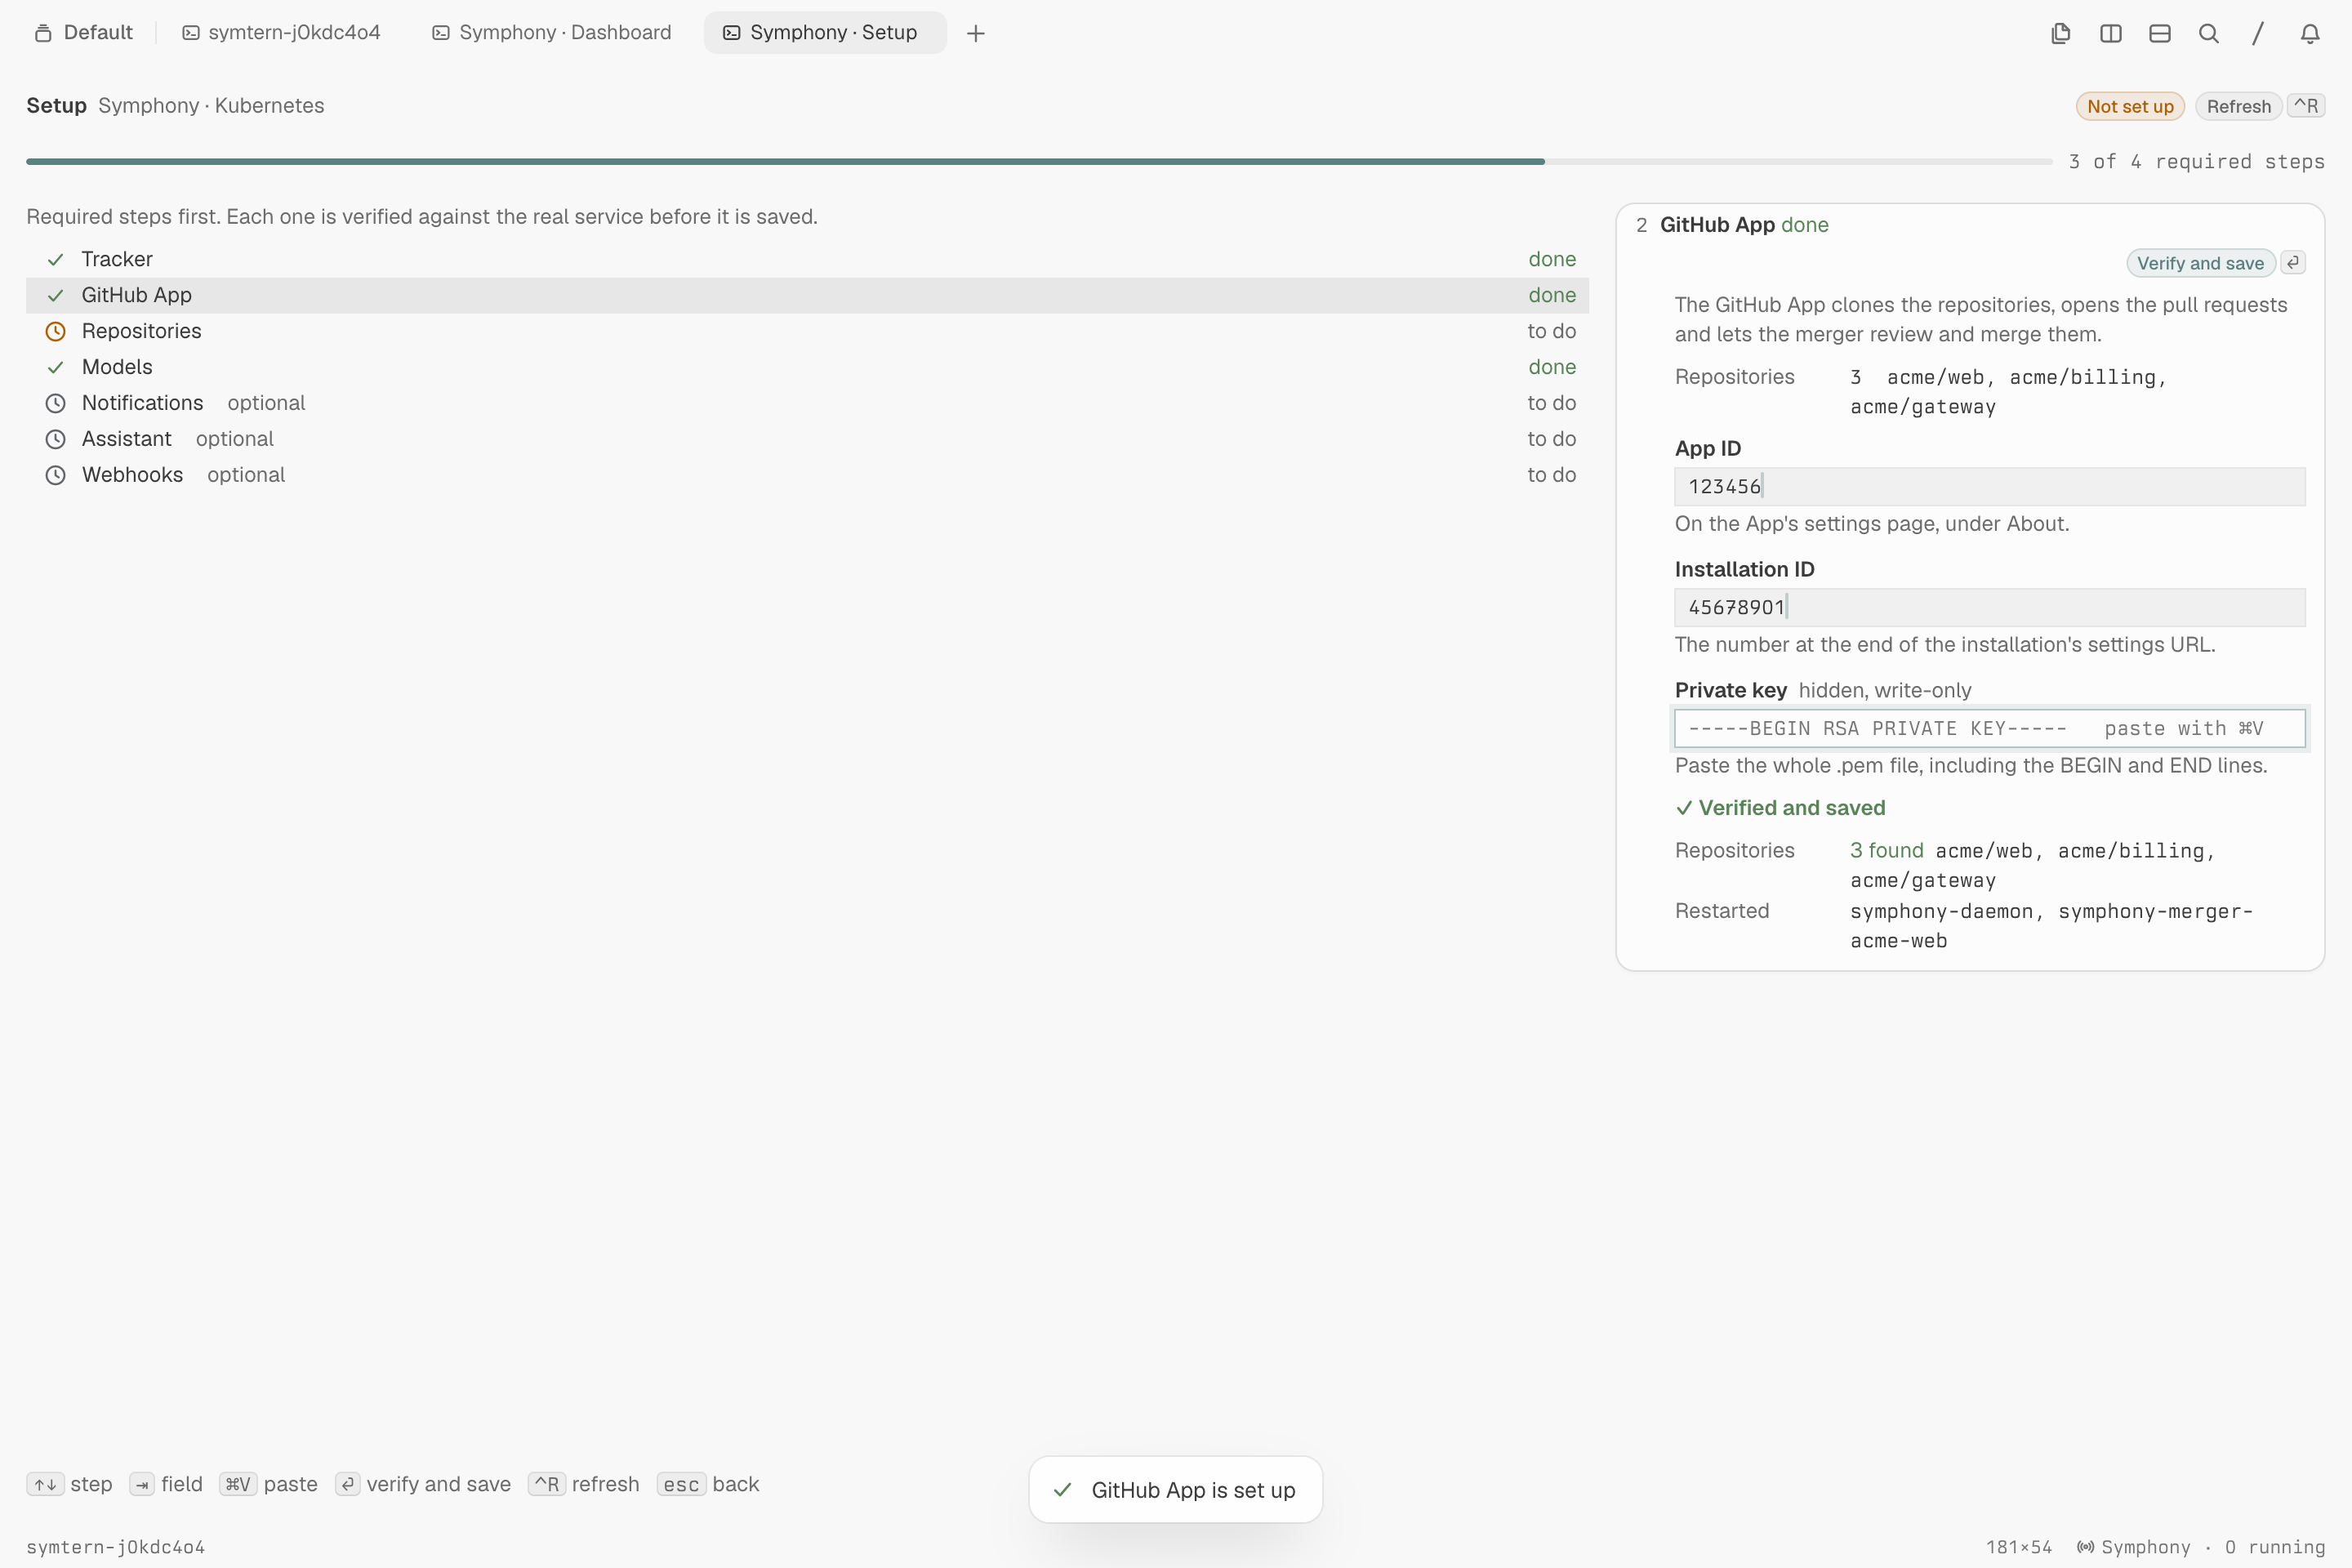 Default symtern-j0kdc4o4 Symphony · Dashboard Symphony · Setup
Setup Symphony · Kubernetes Not set up Refresh ^R
3 of 4 required steps
Required steps first. Each one is verified against the real service before it is saved.
Tracker done
GitHub App done
Repositories to do
Models done
Notifications optional to do
Assistant optional to do
Webhooks optional to do
2 GitHub App done
Verify and save ↵
The GitHub App clones the repositories, opens the pull requests
and lets the merger review and merge them.
Repositories 3 acme/web, acme/billing,
acme/gateway
App ID
123456
On the App's settings page, under About.
Installation ID
45678901
The number at the end of the installation's settings URL.
Private key hidden, write-only
-----BEGIN RSA PRIVATE KEY----- paste with ⌘V
Paste the whole .pem file, including the BEGIN and END lines.
✓ Verified and saved
Repositories 3 found acme/web, acme/billing,
acme/gateway
Restarted symphony-daemon, symphony-merger-
acme-web
↑↓ step ⇥ field ⌘V paste ↵ verify and save ^R refresh esc back
GitHub App is set up
symtern-j0kdc4o4 181×54 Symphony · 0 running